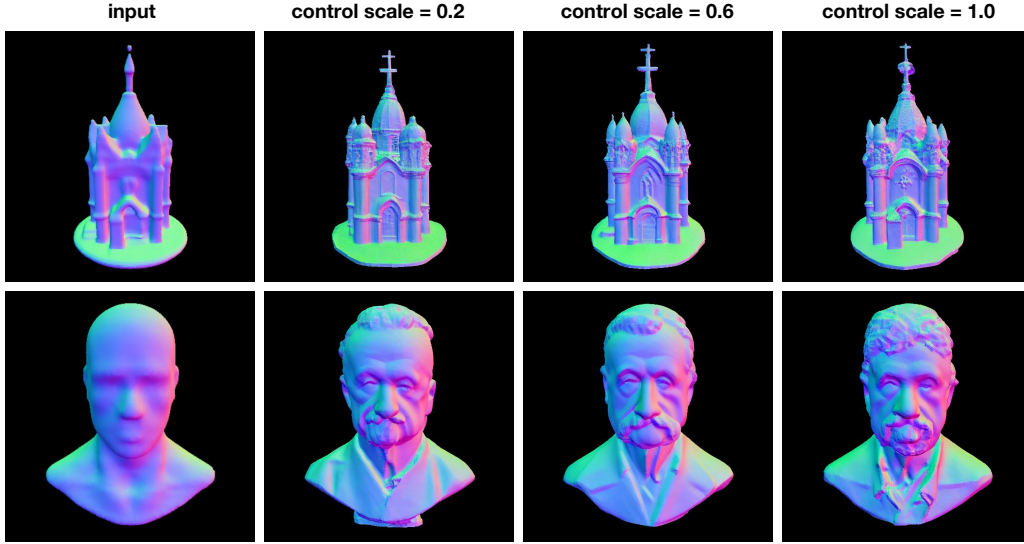 input
control scale = 0.2
control scale = 0.6
control scale = 1.0